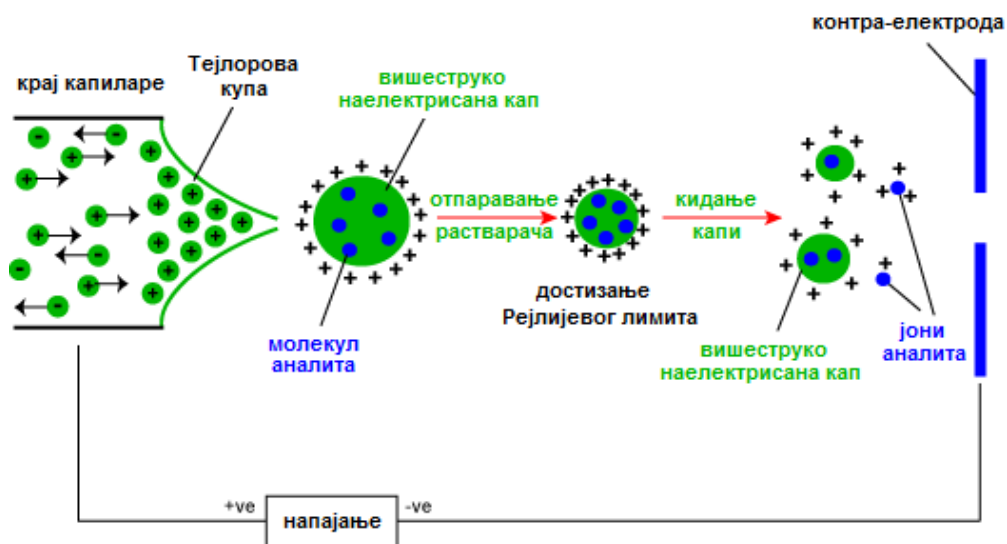 контра-електрода
Тејлорова
купа
крај капиларе
вишеструко
наелектрисана кап
отпаравање
растварача
кидање
капи
достизање
Рејлијевог лимита
молекул
аналита
вишеструко
наелектрисана кап
јони
аналита
+ve
напајање
-ve